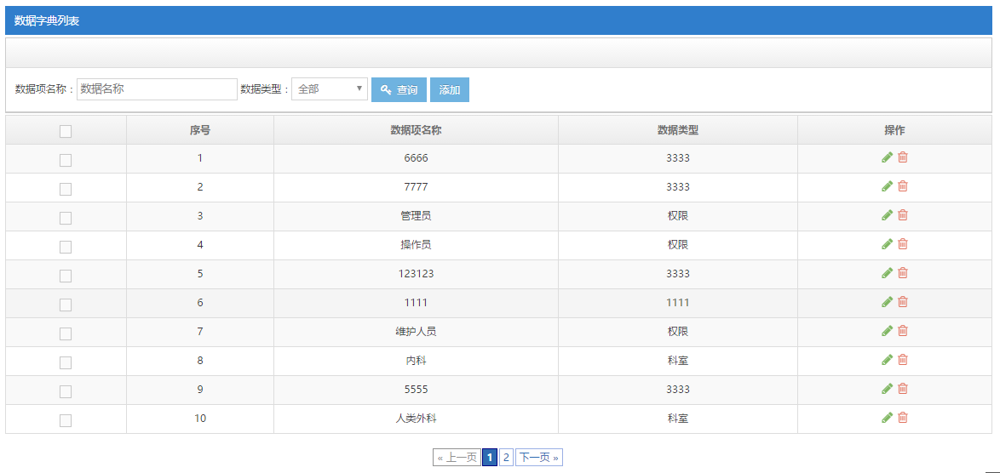 数据字典列表
数据项名称： 数据名称 数据类型： 全部 查询 添加
序号 数据项名称 数据类型 操作
1 6666 3333
2 7777 3333
3 管理员 权限
4 操作员 权限
5 123123 3333
6 1111 1111
7 维护人员 权限
8 内科 科室
9 5555 3333
10 人类外科 科室
« 上一页 1 2 下一页 »